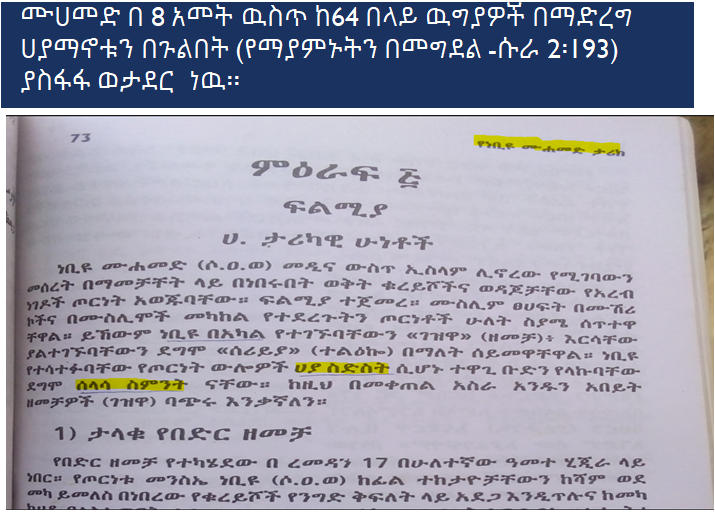 ሙሀመድ በ 8 አመት ዉስጥ ከ64 በላይ ዉግያዎች በማድረግ
ሀያማኖቱን በጉልበት (የማያምኑትን በመግደል -ሱራ 2፡193)
ያስፋፋ ወታደር ነዉ፡፡
73
የነቢዩ ሙሐመድ ታሪክ
ምዕራፍ ፭
ፍልሚያ
ሀ. ታሪካዊ ሁነቶች
ነቢዩ ሙሐመድ (ሶ.ዐ.ወ) መዲና ውስጥ ኢስላም ሊኖረው የሚገባውን
መሰረት በማመቻቸት ላይ በነበሩበት ወቅት ቁረይሾችና ወዳጆቻቸው የአረብ
ነገዶች ጦርነት አወጁባቸው። ፍልሚያ ተጀመረ። ሙስሊም ፀሀፍት በሙሽሪ
ኮችና በሙስሊሞች መካከል የተደረጉትን ጦርነቶች ሁለት ስያሜ ሰጥተዋ
ቸዋል። ይኸውም ነቢዩ በአካል የተገኙባቸውን «ገዝዋ» (ዘመቻ)፥ እርሳቸው
ያልተገኙባቸውን ደግሞ «ሰሪይያ» (ተልዕኮ) በማለት ሰይመዋቸዋል። ነቢዩ
የተሳተፉባቸው የጦርነት ውሎዎች ሀያ ስድስት ሲሆኑ ተዋጊ ቡድን የላኩባቸው
ደግሞ ሰላሳ ስምንት ናቸው። ከዚህ በመቀጠል አስራ አንዱን አበይት
ዘመቻዎች (ገዝዋ) ባጭሩ እንቃኛለን።
1) ታላቁ የበድር ዘመቻ
የበድር ዘመቻ የተካሄደው በ ረመዳን 17 በሁለተኛው ዓመተ ሂጂራ ላይ
ነበር። የጦርነቱ መንስኤ ነቢዩ (ሶ.ዐ.ወ) ከፊል ተከታዮቻቸውን ከሻም ወደ
መካ ይመለስ በነበረው የቁረይሾች የንግድ ቅፍለት ላይ አደጋ እንዲጥሉና ከመካ